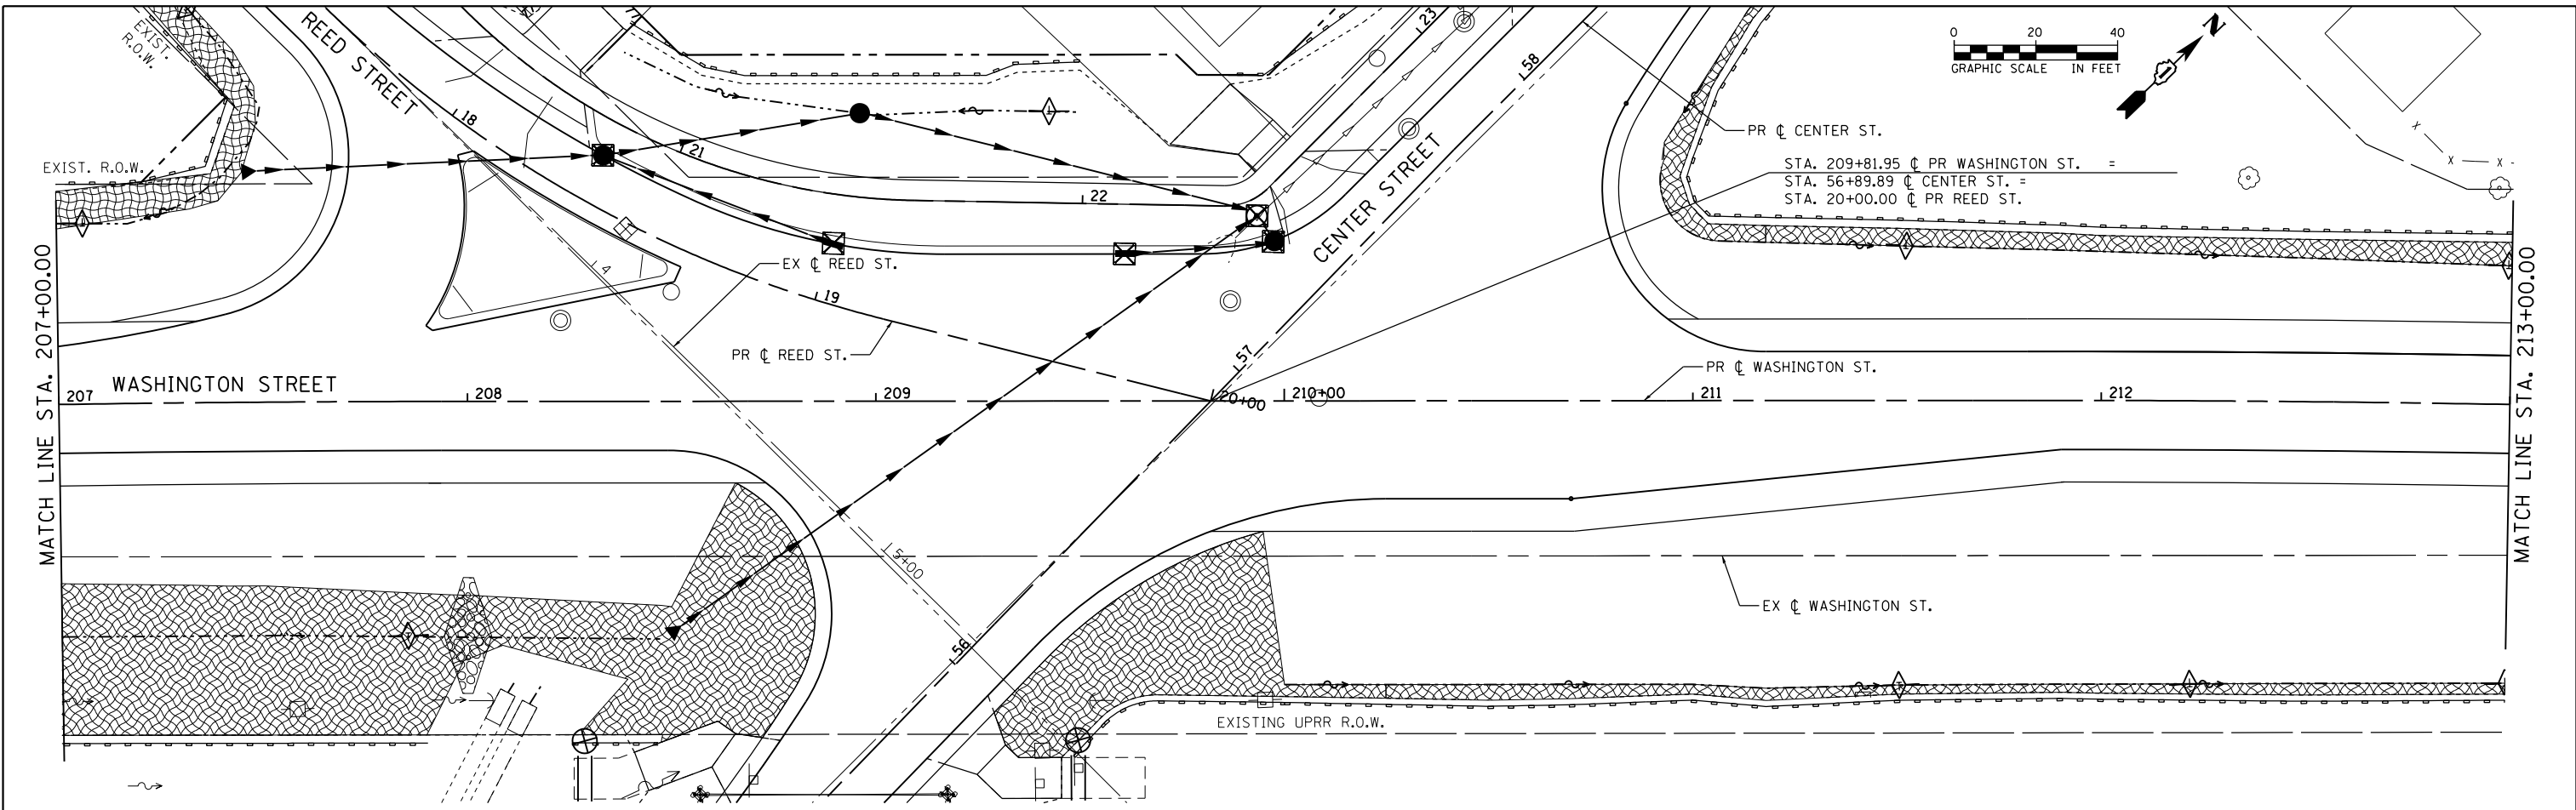 EXIST.
R.O.W.
REED STREET
17
18
21
22
23
58
0 20 40
GRAPHIC SCALE IN FEET
N
PR ℄ CENTER ST.
STA. 209+81.95 ℄ PR WASHINGTON ST. =
STA. 56+89.89 ℄ CENTER ST. =
STA. 20+00.00 ℄ PR REED ST.
EXIST. R.O.W.
CENTER STREET
EX ℄ REED ST.
4
19
PR ℄ REED ST.
57
PR ℄ WASHINGTON ST.
MATCH LINE STA. 207+00.00
WASHINGTON STREET
207
208
209
20+00
210+00
211
212
MATCH LINE STA. 213+00.00
5+00
EX ℄ WASHINGTON ST.
56
EXISTING UPRR R.O.W.